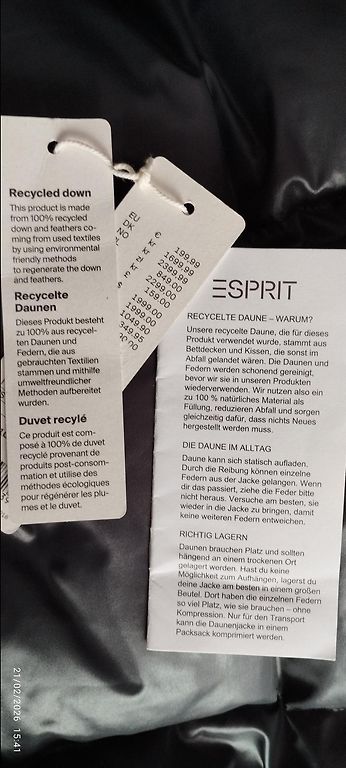 Recycled down
This product is made
from 100% recycled
down and feathers co-
ming from used textiles
by using environmental
friendly methods
to regenerate the down
and feathers.
Recycelte
Daunen
Dieses Produkt besteht
zu 100% aus recycel-
ten Daunen und
Federn, die aus
gebrauchten Textilien
stammen und mithilfe
umweltfreundlicher
Methoden aufbereitet
wurden.
Duvet recylé
Ce produit est com-
posé à 100% de duvet
recyclé provenant de
produits post-consom-
mation et utilise des
méthodes écologiques
pour régénérer les plu-
mes et le duvet.
EU € 199.99
DK kr 1699.99
NO kr 2399.99
849.00
2299.00
159.00
1999.00
1999.00
1049.90
349.95
ESPRIT
RECYCELTE DAUNE – WARUM?
Unsere recycelte Daune, die für dieses
Produkt verwendet wurde, stammt aus
Bettdecken und Kissen, die sonst im
Abfall gelandet wären. Die Daunen und
Federn werden schonend gereinigt,
bevor wir sie in unseren Produkten
wiederverwenden. Wir nutzen also ein
zu 100 % natürliches Material als
Füllung, reduzieren Abfall und sorgen
gleichzeitig dafür, dass nichts Neues
hergestellt werden muss.
DIE DAUNE IM ALLTAG
Daune kann sich statisch aufladen.
Durch die Reibung können einzelne
Federn aus der Jacke gelangen. Wenn
dir das passiert, ziehe die Feder bitte
nicht heraus. Versuche am besten, sie
wieder in die Jacke zu bringen, damit
keine weiteren Federn entweichen.
RICHTIG LAGERN
Daunen brauchen Platz und sollten
hängend an einem trockenen Ort
gelagert werden. Hast du keine
Möglichkeit zum Aufhängen, lagerst du
deine Jacke am besten in einem großen
Beutel. Dort haben die einzelnen Federn
so viel Platz, wie sie brauchen – ohne
Kompression. Nur für den Transport
kann die Daunenjacke in einem
Packsack komprimiert werden.
21/02/2026 15:41